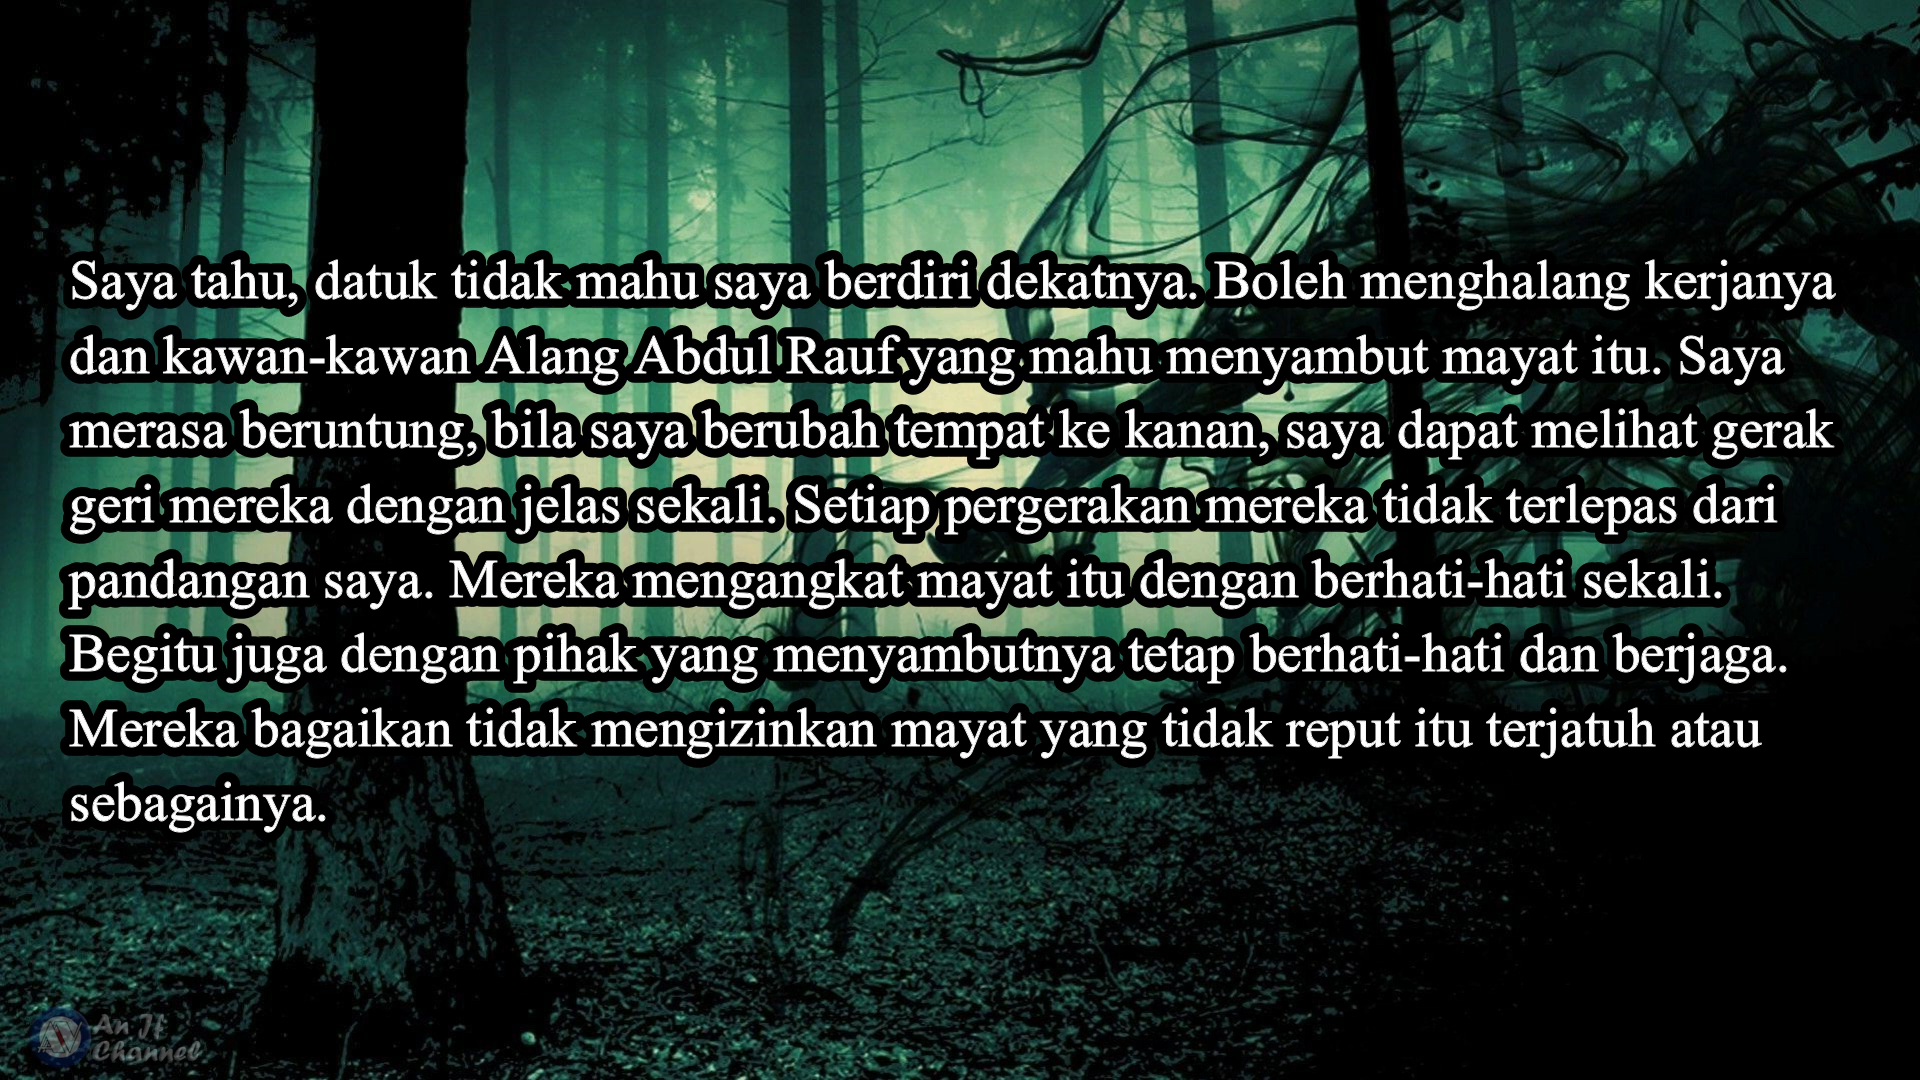 Saya tahu, datuk tidak mahu saya berdiri dekatnya. Boleh menghalang kerjanya
dan kawan-kawan Alang Abdul Rauf yang mahu menyambut mayat itu. Saya
merasa beruntung, bila saya berubah tempat ke kanan, saya dapat melihat gerak
geri mereka dengan jelas sekali. Setiap pergerakan mereka tidak terlepas dari
pandangan saya. Mereka mengangkat mayat itu dengan berhati-hati sekali.
Begitu juga dengan pihak yang menyambutnya tetap berhati-hati dan berjaga.
Mereka bagaikan tidak mengizinkan mayat yang tidak reput itu terjatuh atau
sebagainya.
An If
Channel